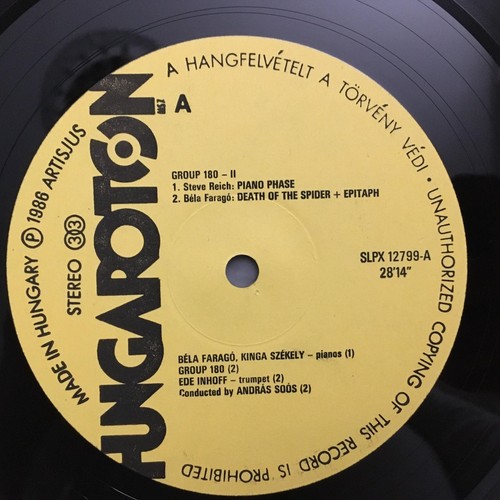 A HANGFELVÉTELT A TÖRVÉNY VÉDI · UNAUTHORIZED COPYING OF THIS RECORD IS PROHIBITED
MADE IN HUNGARY Ⓟ 1986 ARTISJUS
STEREO 33
HUNGAROTON
MSZ
A
GROUP 180 – II
1. Steve Reich: PIANO PHASE
2. Béla Faragó: DEATH OF THE SPIDER + EPITAPH
SLPX 12799-A
28'14"
BÉLA FARAGÓ, KINGA SZÉKELY – pianos (1)
GROUP 180 (2)
EDE INHOFF – trumpet (2)
Conducted by ANDRÁS SOÓS (2)